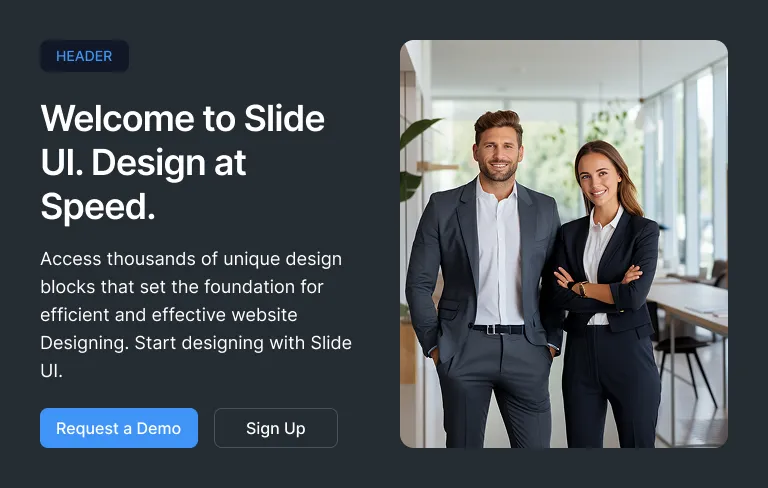 HEADER
Welcome to Slide
UI. Design at
Speed.
Access thousands of unique design
blocks that set the foundation for
efficient and effective website
Designing. Start designing with Slide
UI.
Request a Demo
Sign Up